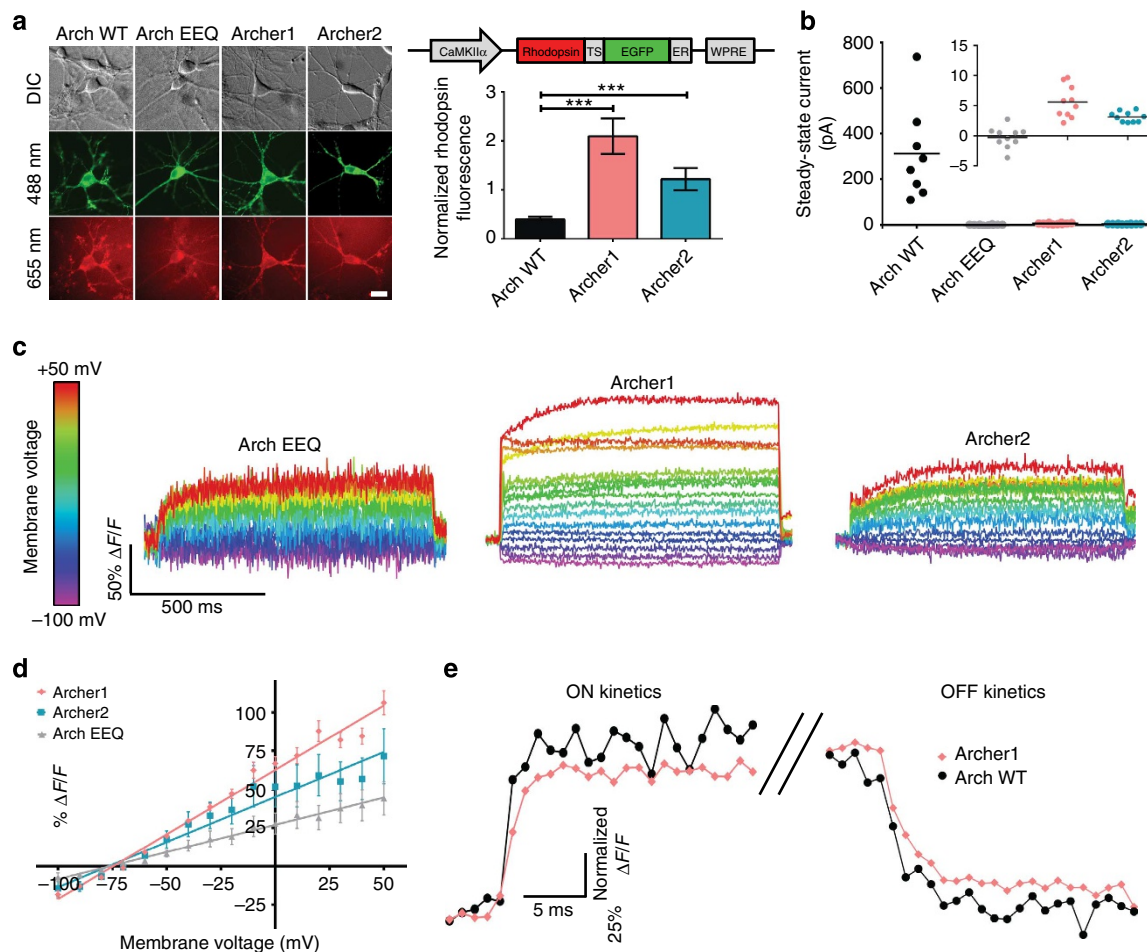 a
Arch WT Arch EEQ Archer1 Archer2
DIC
488 nm
655 nm
CaMKIIα Rhodopsin TS EGFP ER WPRE
Normalized rhodopsin
fluorescence
3
2
1
0
***
***
Arch WT
Archer1
Archer2
b
Steady-state current
(pA)
800
600
400
200
0
15
10
5
0
−5
Arch WT
Arch EEQ
Archer1
Archer2
c
+50 mV
Membrane voltage
−100 mV
Arch EEQ
Archer1
Archer2
50% ΔF/F
500 ms
d
Archer1
Archer2
Arch EEQ
% ΔF/F
100
75
50
25
−25
−100 −75 −50 −25 25 50
Membrane voltage (mV)
e
ON kinetics
OFF kinetics
Archer1
Arch WT
25% Normalized
ΔF/F
5 ms